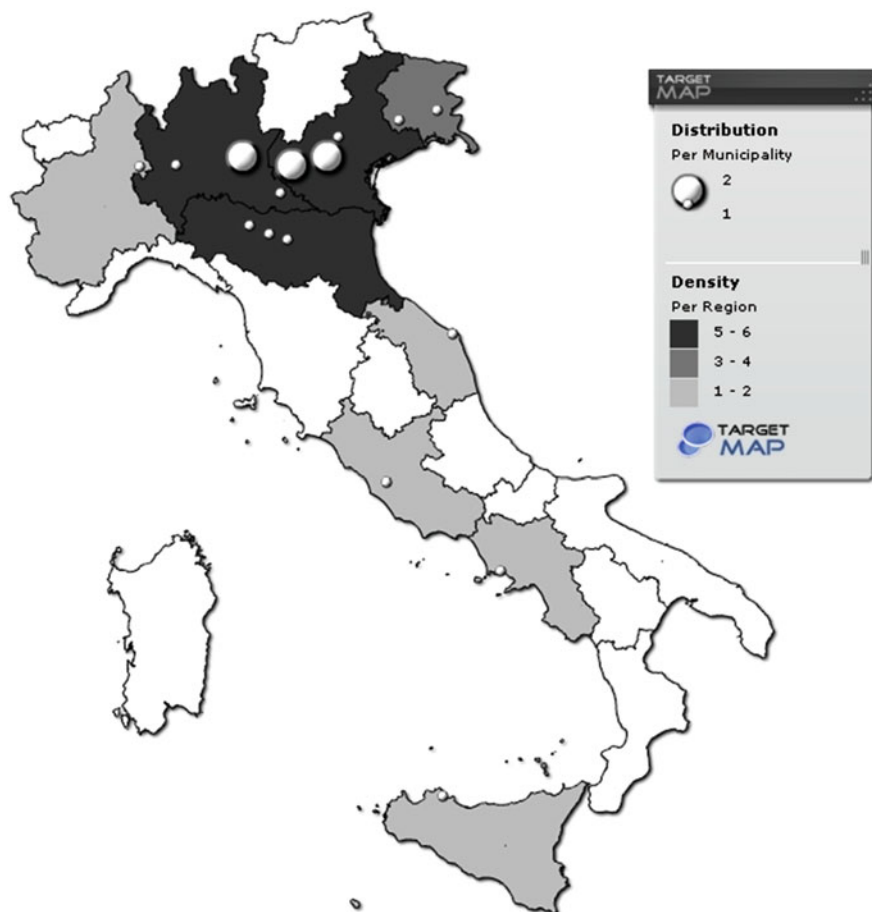 TARGET
MAP
Distribution
Per Municipality
2
1
Density
Per Region
5 - 6
3 - 4
1 - 2
TARGET
MAP